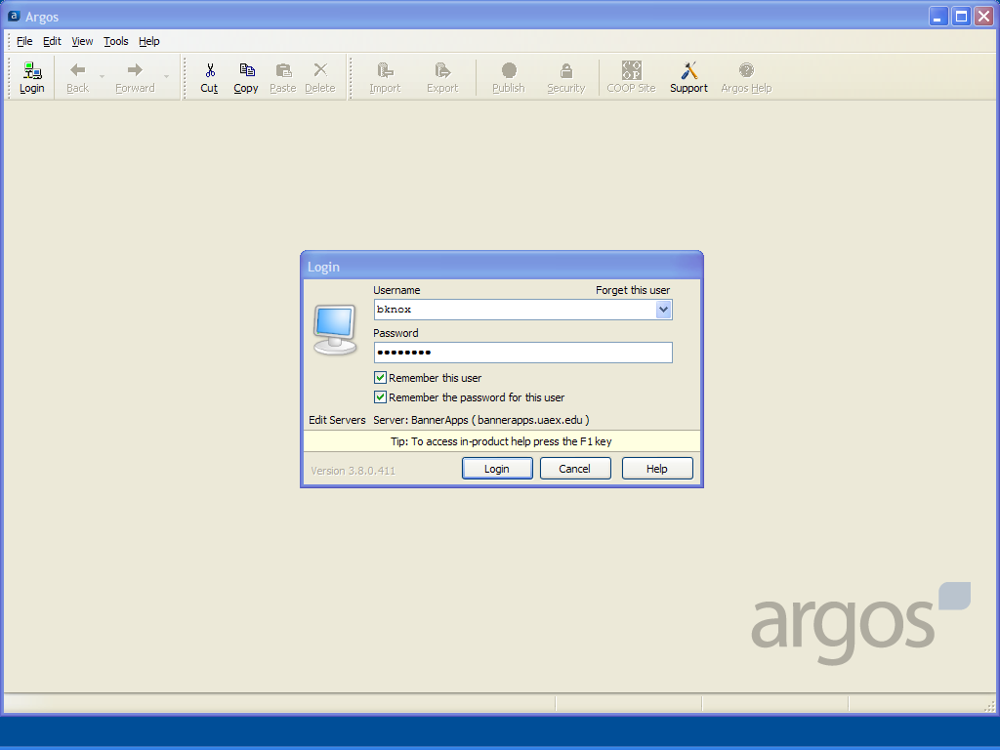 a Argos
File Edit View Tools Help
Login Back Forward Cut Copy Paste Delete Import Export Publish Security COOP Site Support Argos Help
Login
Username Forget this user
bknox
Password
••••••••
Remember this user
Remember the password for this user
Edit Servers Server: BannerApps ( bannerapps.uaex.edu )
Tip: To access in-product help press the F1 key
Version 3.8.0.411 Login Cancel Help
argos